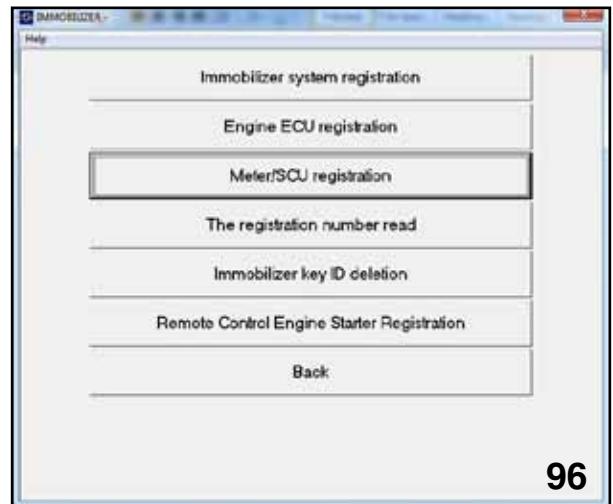 IMMOBILIZER -
Help
Immobilizer system registration
Engine ECU registration
Meter/SCU registration
The registration number read
Immobilizer key ID deletion
Remote Control Engine Starter Registration
Back
96